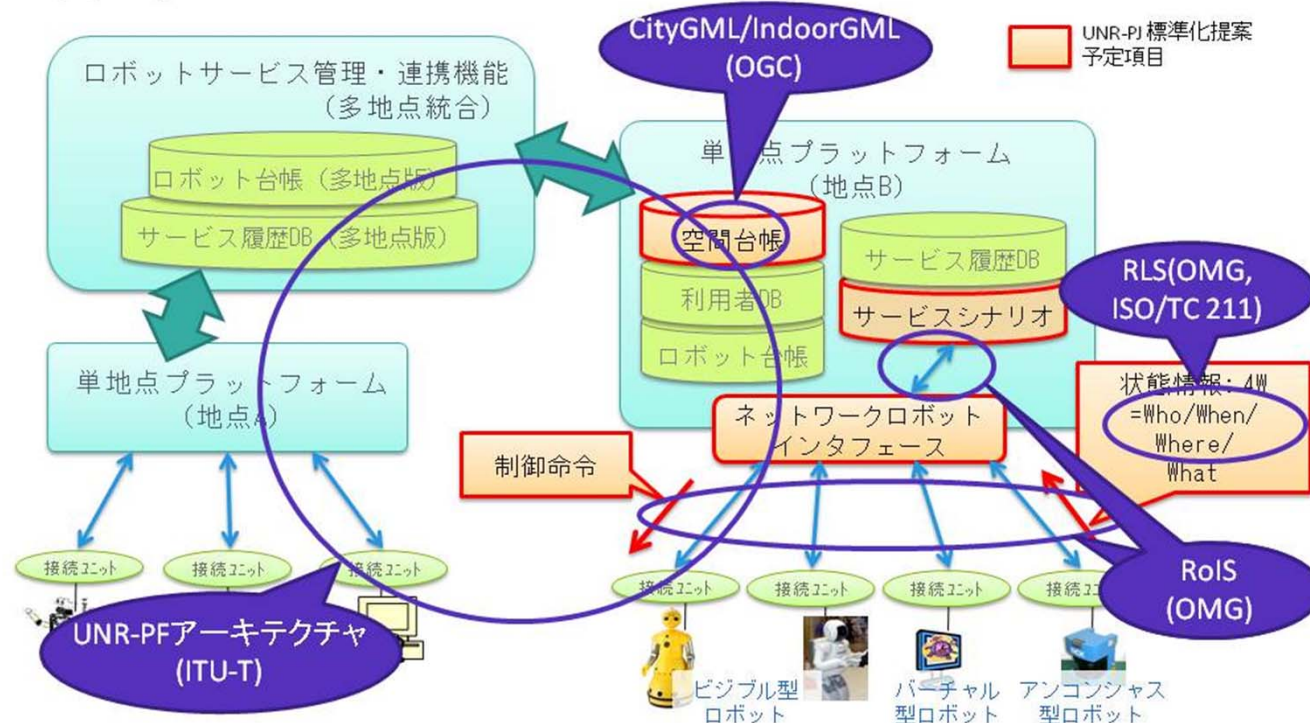 CityGML/IndoorGML
(OGC)
UNR-PJ 標準化提案
予定項目
ロボットサービス管理・連携機能
(多地点統合)
ロボット台帳 (多地点版)
サービス履歴DB (多地点版)
単地点プラットフォーム
(地点B)
空間台帳
利用者DB
ロボット台帳
サービス履歴DB
サービスシナリオ
RLS(OMG,
ISO/TC 211)
状態情報: 4W
=Who/When/
Where/
What
単地点プラットフォーム
(地点A)
ネットワークロボット
インタフェース
制御命令
接続ユニット
接続ユニット
接続ユニット
接続ユニット
接続ユニット
接続ユニット
接続ユ
RoIS
(OMG)
UNR-PFアーキテクチャ
(ITU-T)
ビジブル型
ロボット
バーチャル
型ロボット
アンコンシャス
型ロボット